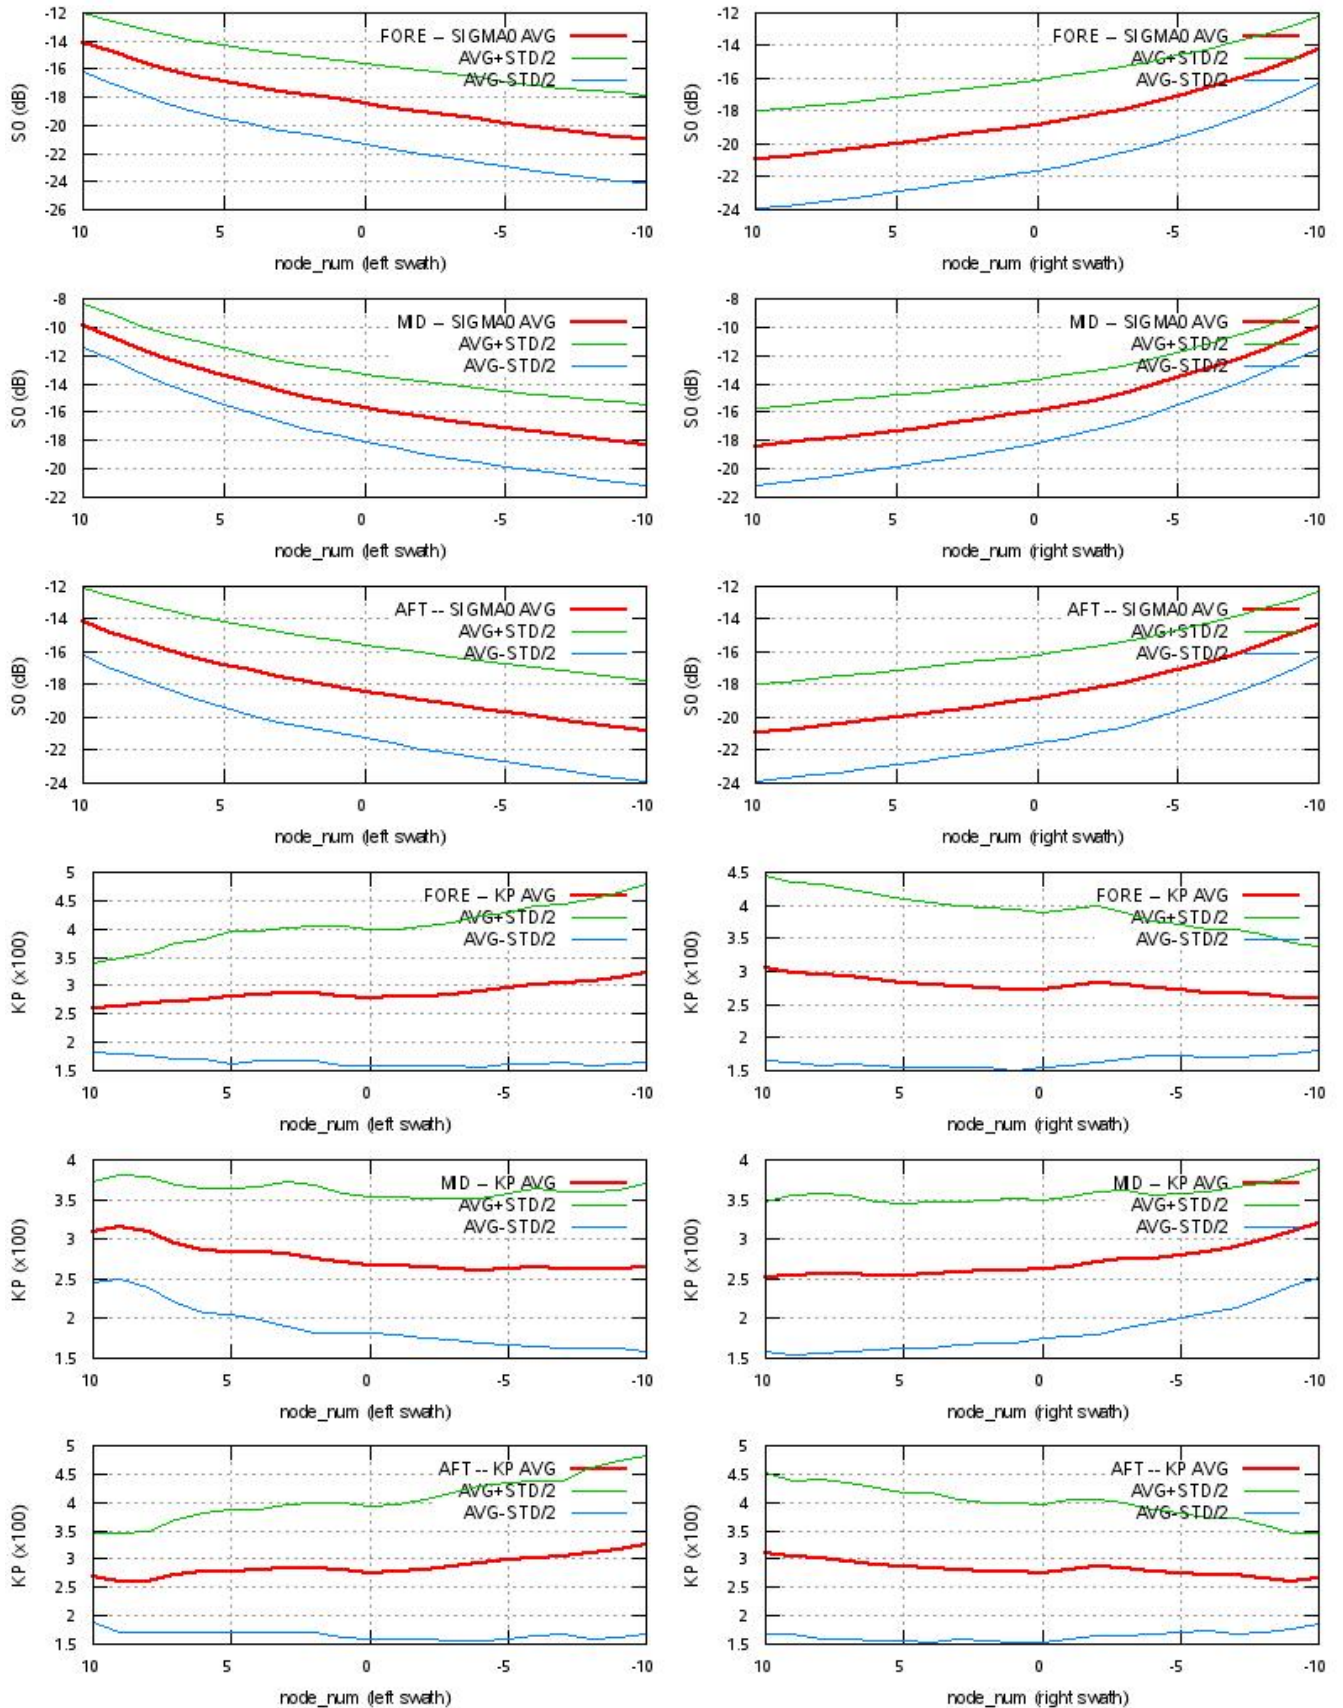 -12
-14
-16
-18
-20
-22
-24
-26
S0 (dB)
FORE -- SIGMA0 AVG
AVG+STD/2
AVG-STD/2
10 5 0 -5 -10
node_num (left swath)
-12
-14
-16
-18
-20
-22
-24
S0 (dB)
FORE -- SIGMA0 AVG
AVG+STD/2
AVG-STD/2
10 5 0 -5 -10
node_num (right swath)
-8
-10
-12
-14
-16
-18
-20
-22
S0 (dB)
MID -- SIGMA0 AVG
AVG+STD/2
AVG-STD/2
10 5 0 -5 -10
node_num (left swath)
-8
-10
-12
-14
-16
-18
-20
-22
S0 (dB)
MID -- SIGMA0 AVG
AVG+STD/2
AVG-STD/2
10 5 0 -5 -10
node_num (right swath)
-12
-14
-16
-18
-20
-22
-24
S0 (dB)
AFT -- SIGMA0 AVG
AVG+STD/2
AVG-STD/2
10 5 0 -5 -10
node_num (left swath)
-12
-14
-16
-18
-20
-22
-24
S0 (dB)
AFT -- SIGMA0 AVG
AVG+STD/2
AVG-STD/2
10 5 0 -5 -10
node_num (right swath)
5
4.5
4
3.5
3
2.5
2
1.5
KP (x100)
FORE -- KP AVG
AVG+STD/2
AVG-STD/2
10 5 0 -5 -10
node_num (left swath)
4.5
4
3.5
3
2.5
2
1.5
KP (x100)
FORE -- KP AVG
AVG+STD/2
AVG-STD/2
10 5 0 -5 -10
node_num (right swath)
4
3.5
3
2.5
2
1.5
KP (x100)
MID -- KP AVG
AVG+STD/2
AVG-STD/2
10 5 0 -5 -10
node_num (left swath)
4
3.5
3
2.5
2
1.5
KP (x100)
MID -- KP AVG
AVG+STD/2
AVG-STD/2
10 5 0 -5 -10
node_num (right swath)
5
4.5
4
3.5
3
2.5
2
1.5
KP (x100)
AFT -- KP AVG
AVG+STD/2
AVG-STD/2
10 5 0 -5 -10
node_num (left swath)
5
4.5
4
3.5
3
2.5
2
1.5
KP (x100)
AFT -- KP AVG
AVG+STD/2
AVG-STD/2
10 5 0 -5 -10
node_num (right swath)